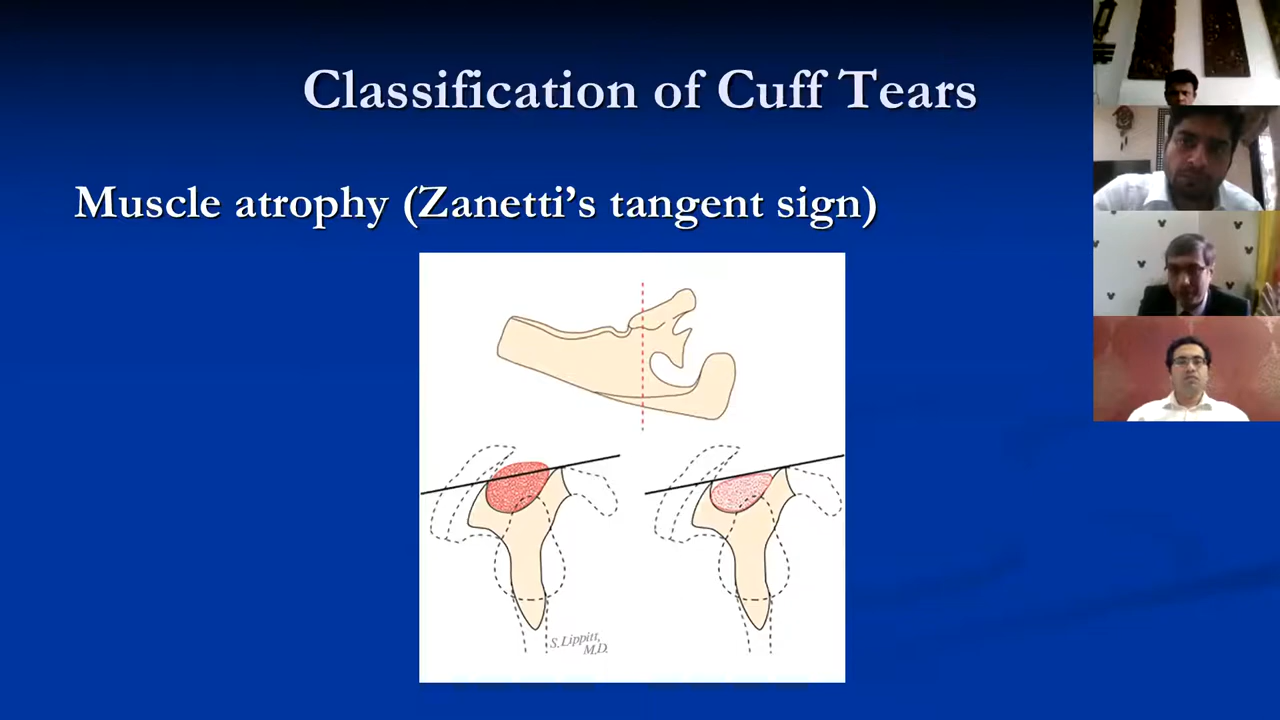 Classification of Cuff Tears
Muscle atrophy (Zanetti’s tangent sign)
S. Lippitt,
M.D.